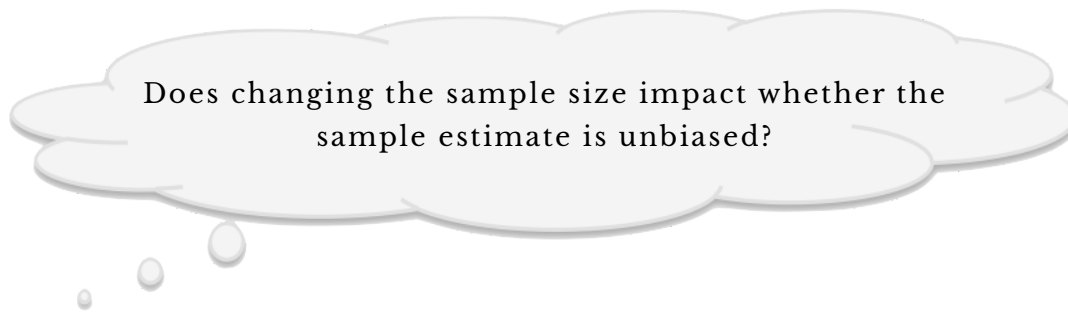 Does changing the sample size impact whether the
sample estimate is unbiased?